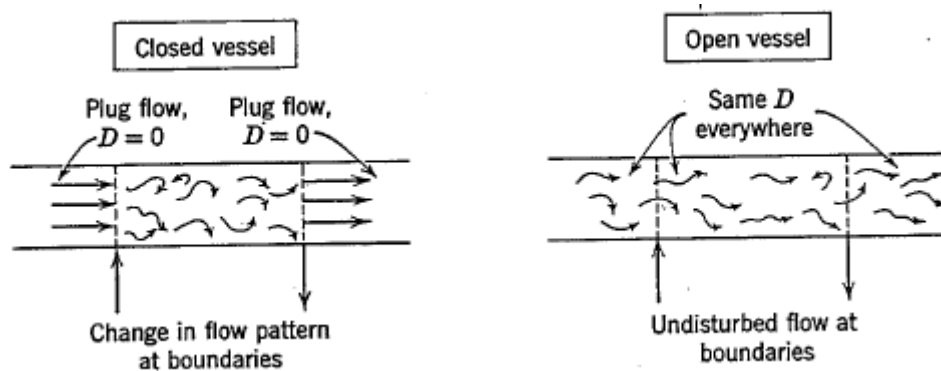 Closed vessel
Plug flow,
D = 0
Plug flow,
D = 0
Change in flow pattern
at boundaries
Open vessel
Same D
everywhere
Undisturbed flow at
boundaries